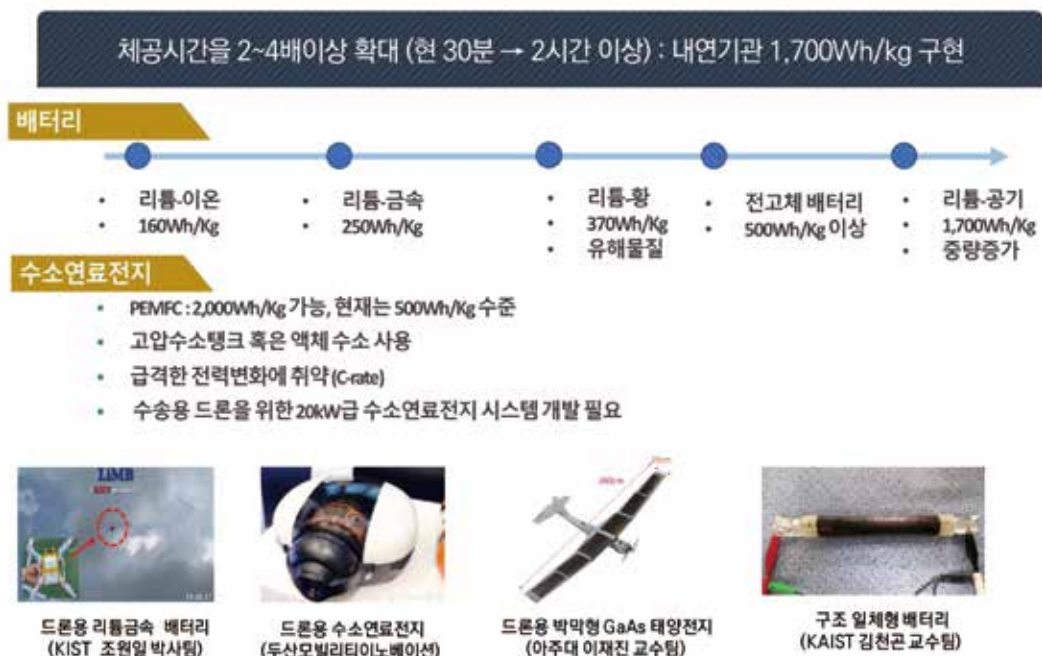 체공시간을 2~4배이상 확대 (현 30분 → 2시간 이상) : 내연기관 1,700Wh/kg 구현
배터리
• 리튬-이온
• 160Wh/Kg
• 리튬-금속
• 250Wh/Kg
• 리튬-황
• 370Wh/Kg
• 유해물질
• 전고체 배터리
• 500Wh/Kg 이상
• 리튬-공기
• 1,700Wh/Kg
• 중량증가
수소연료전지
• PEMFC : 2,000Wh/Kg 가능, 현재는 500Wh/Kg 수준
• 고압수소탱크 혹은 액체 수소 사용
• 급격한 전력변화에 취약 (C-rate)
• 수송용 드론을 위한 20kW급 수소연료전지 시스템 개발 필요
LiMB
드론용 리튬금속 배터리
(KIST 조원일 박사팀)
드론용 수소연료전지
(두산모빌리티이노베이션)
드론용 박막형 GaAs 태양전지
(아주대 이재진 교수팀)
구조 일체형 배터리
(KAIST 김천곤 교수팀)